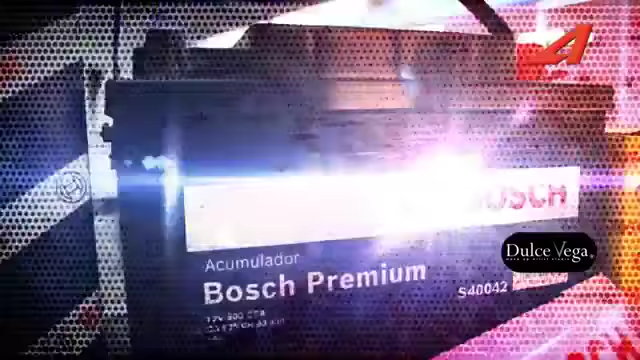 BOSCH
Dulce Vega
Acumulador
Bosch Premium
S40042